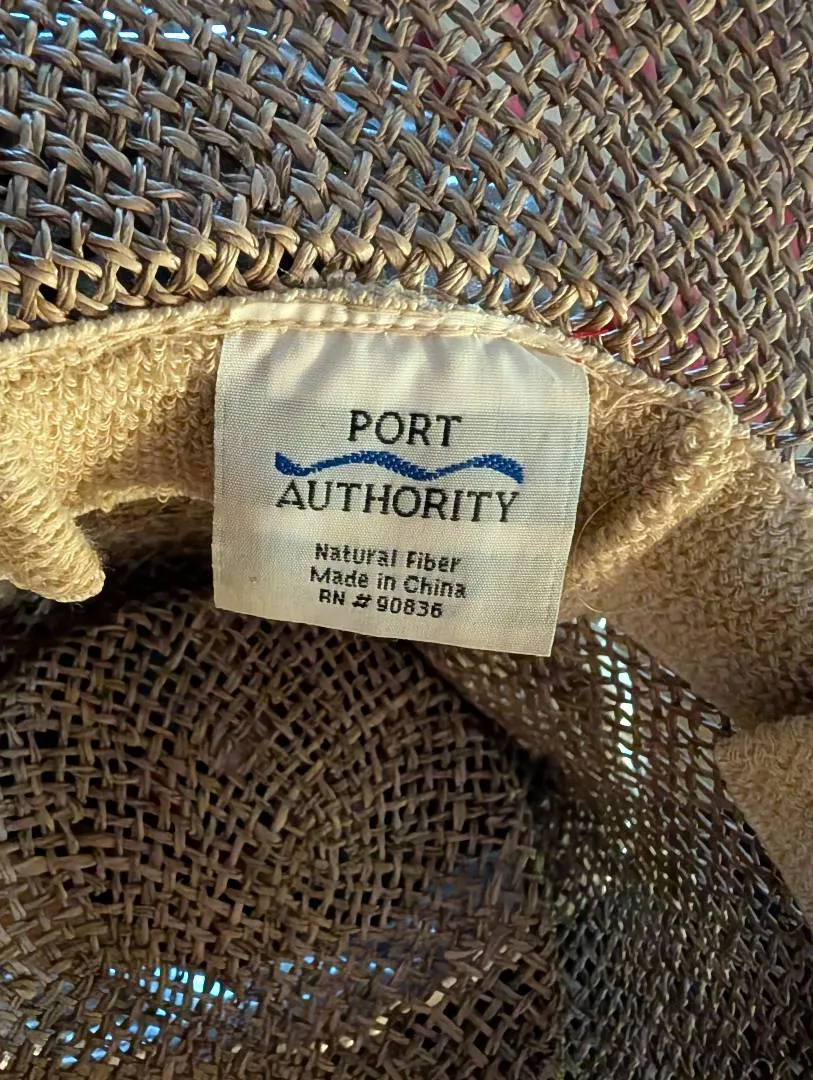 PORT
AUTHORITY
Natural Fiber
Made in China
RN # 90836